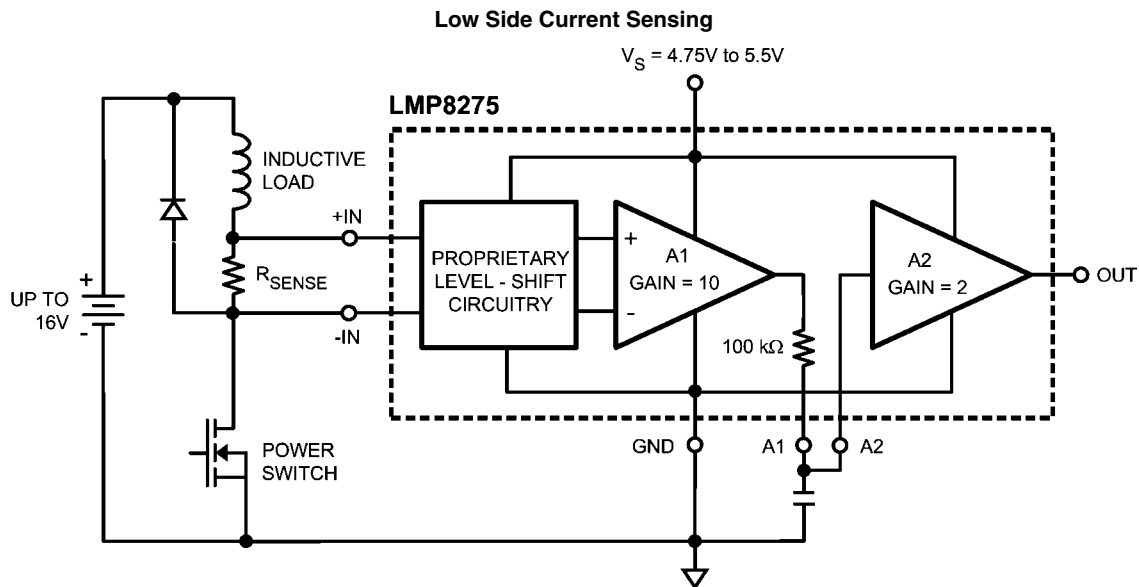 Low Side Current Sensing
V_S = 4.75V to 5.5V
LMP8275
INDUCTIVE
LOAD
+IN
R_SENSE
-IN
PROPRIETARY
LEVEL - SHIFT
CIRCUITRY
+
-
A1
GAIN = 10
A2
GAIN = 2
OUT
+
UP TO
16V
-
100 kΩ
POWER
SWITCH
GND
A1
A2